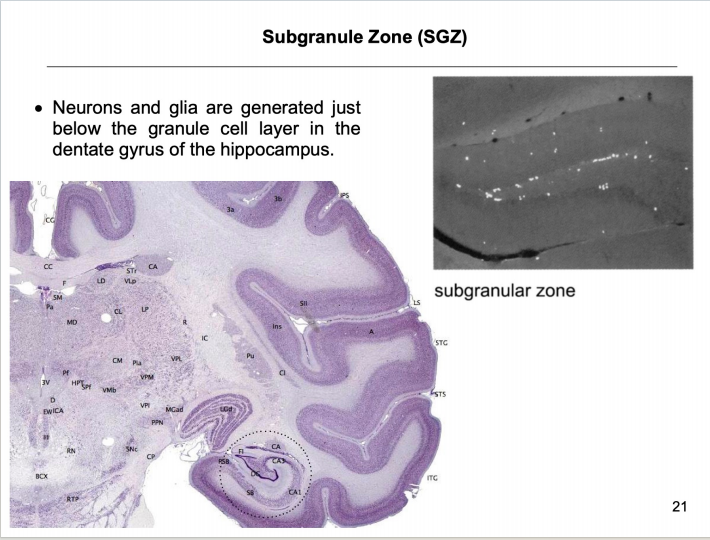 Subgranule Zone (SGZ)
• Neurons and glia are generated just
below the granule cell layer in the
dentate gyrus of the hippocampus.
subgranular zone
CG
3a
3b
IPS
CC
F
STr
CA
LD
VLp
SM
Pa
CL
LP
MD
R
IC
SII
Ins
LS
A
STG
Pu
Cl
CM
Pla
VPL
Pf
VPM
3V
HPT
SPf
VMb
D
EW
ICA
VPI
MGad
LGd
PPN
III
RN
SNc
CP
BCX
RTP
STS
ITG
FI
CA
CA3
DG
SB
CA1
21